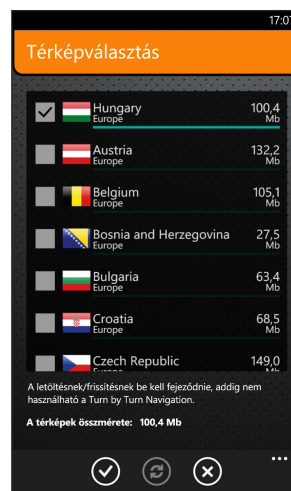 17:07
Térképválasztás
Hungary 100,4
Europe Mb
Austria 132,2
Europe Mb
Belgium 105,1
Europe Mb
Bosnia and Herzegovina 27,5
Europe Mb
Bulgaria 63,4
Europe Mb
Croatia 68,5
Europe Mb
Czech Republic 149,0
Europe Mb
A letöltésnek/frissítésnek be kell fejeződnie, addig nem
használható a Turn by Turn Navigation.
A térképek összmérete: 100,4 Mb